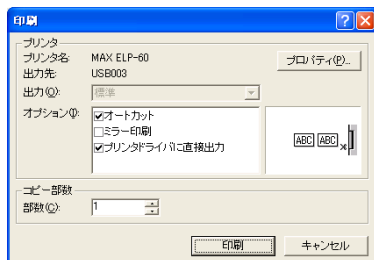 印刷
プリンタ
プリンタ名: MAX ELP-60 プロパティ(P)...
出力先: USB003
出力(O): 標準
オプション(I): オートカット
ミラー印刷
プリンタドライバに直接出力
ABC ABC
コピー部数
部数(C): 1
印刷 キャンセル